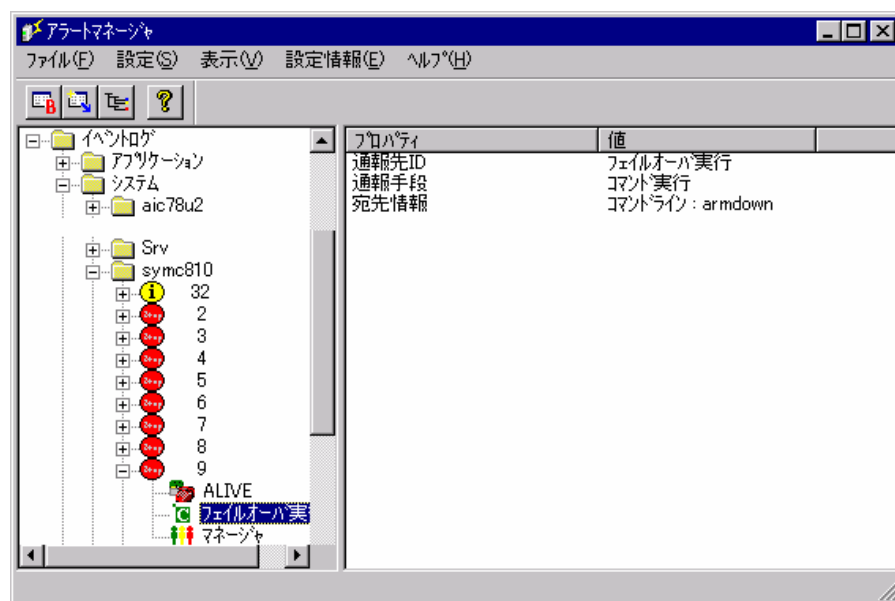 アラートマネージャ
ファイル(F) 設定(S) 表示(V) 設定情報(E) ヘルプ(H)
イベントログ
アプリケーション
システム
aic78u2
Srv
symc810
32
2
3
4
5
6
7
8
9
ALIVE
フェイルオーバ実
マネージャ
プロパティ 値
通報先ID フェイルオーバ実行
通報手段 コマンド実行
宛先情報 コマンドライン : armdown